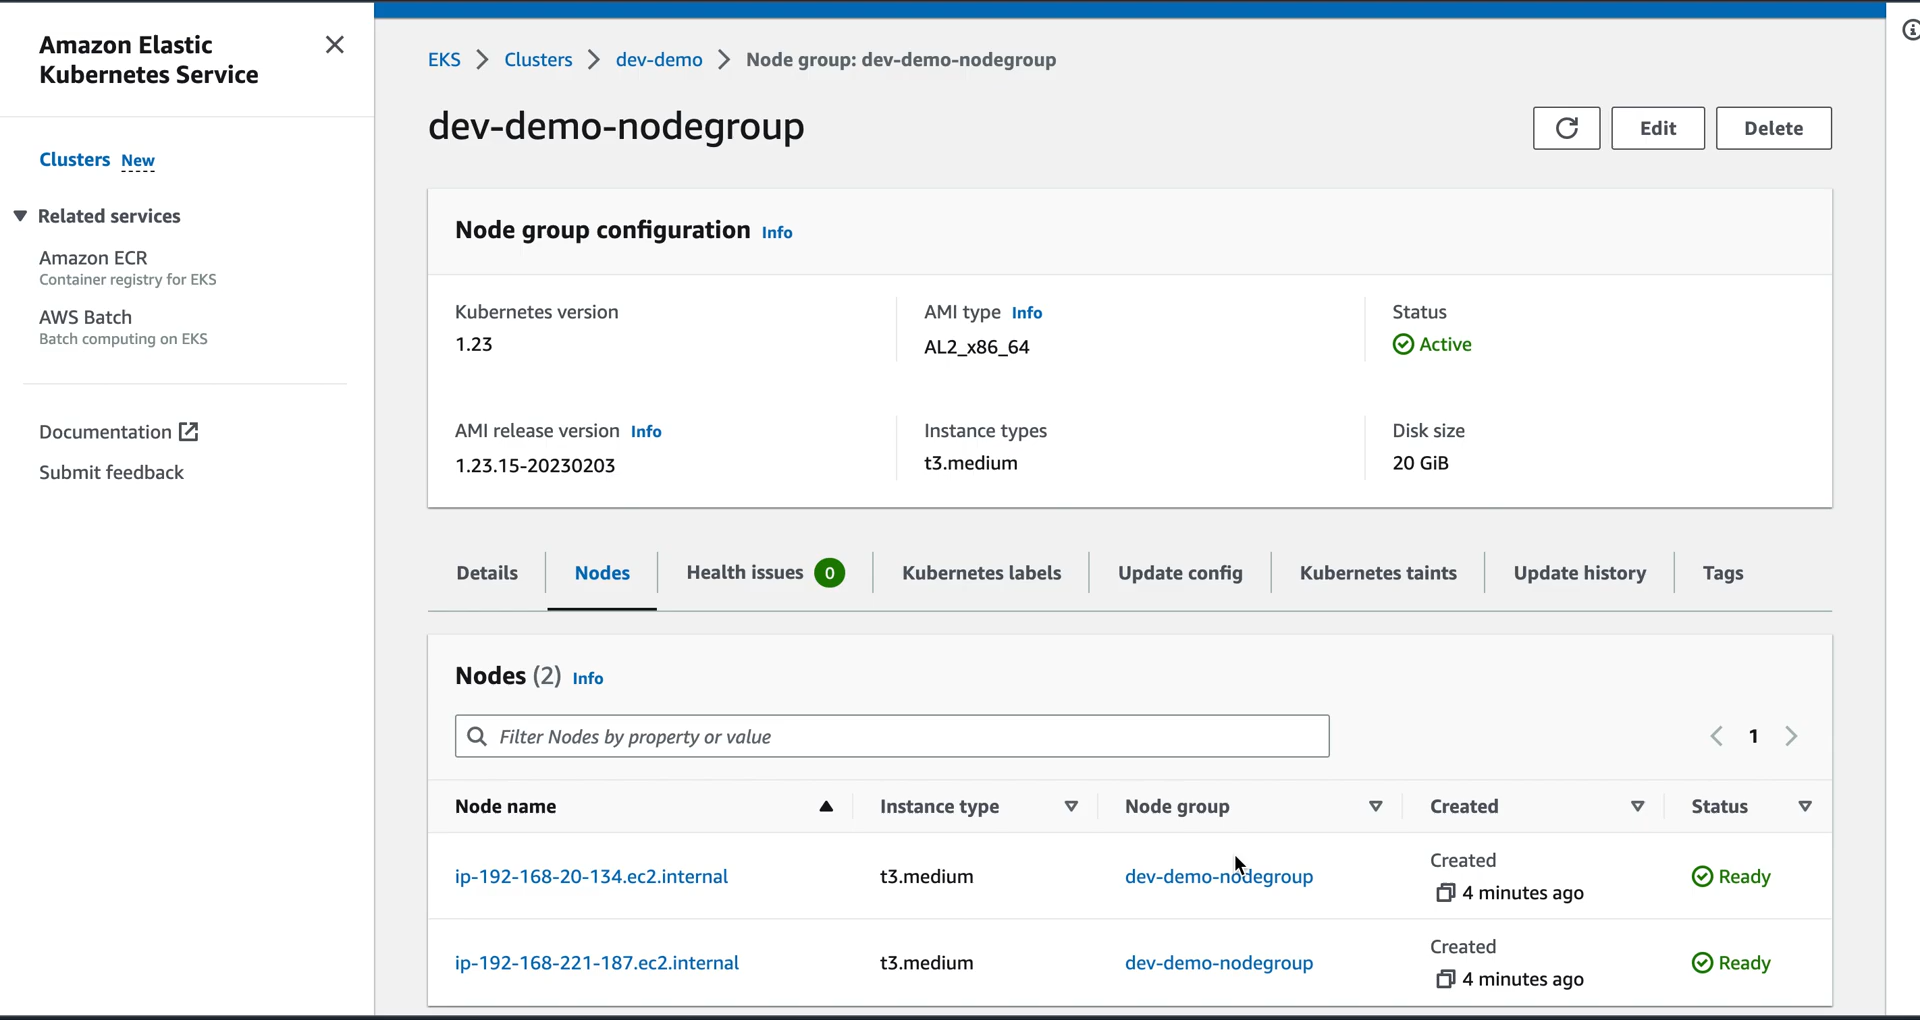 Amazon Elastic
Kubernetes Service
Clusters New
Related services
Amazon ECR
Container registry for EKS
AWS Batch
Batch computing on EKS
Documentation
Submit feedback
EKS > Clusters > dev-demo > Node group: dev-demo-nodegroup
dev-demo-nodegroup
Edit
Delete
Node group configuration Info
Kubernetes version
1.23
AMI type Info
AL2_x86_64
Status
Active
AMI release version Info
1.23.15-20230203
Instance types
t3.medium
Disk size
20 GiB
Details Nodes Health issues 0 Kubernetes labels Update config Kubernetes taints Update history Tags
Nodes (2) Info
Filter Nodes by property or value
1
Node name Instance type Node group Created Status
ip-192-168-20-134.ec2.internal t3.medium dev-demo-nodegroup Created
4 minutes ago Ready
ip-192-168-221-187.ec2.internal t3.medium dev-demo-nodegroup Created
4 minutes ago Ready